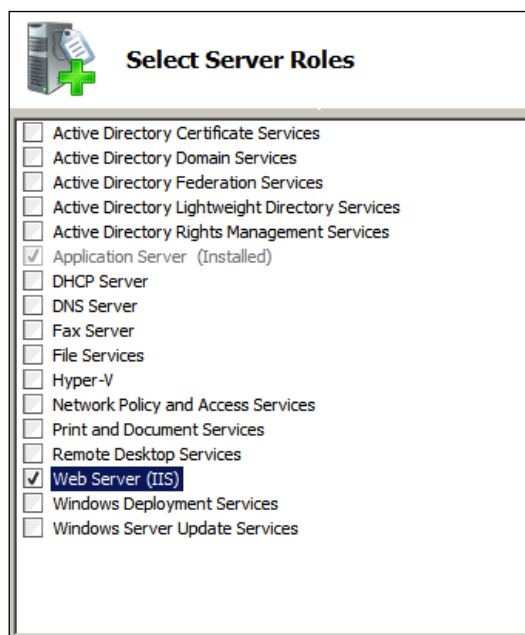 Select Server Roles
Active Directory Certificate Services
Active Directory Domain Services
Active Directory Federation Services
Active Directory Lightweight Directory Services
Active Directory Rights Management Services
Application Server (Installed)
DHCP Server
DNS Server
Fax Server
File Services
Hyper-V
Network Policy and Access Services
Print and Document Services
Remote Desktop Services
Web Server (IIS)
Windows Deployment Services
Windows Server Update Services